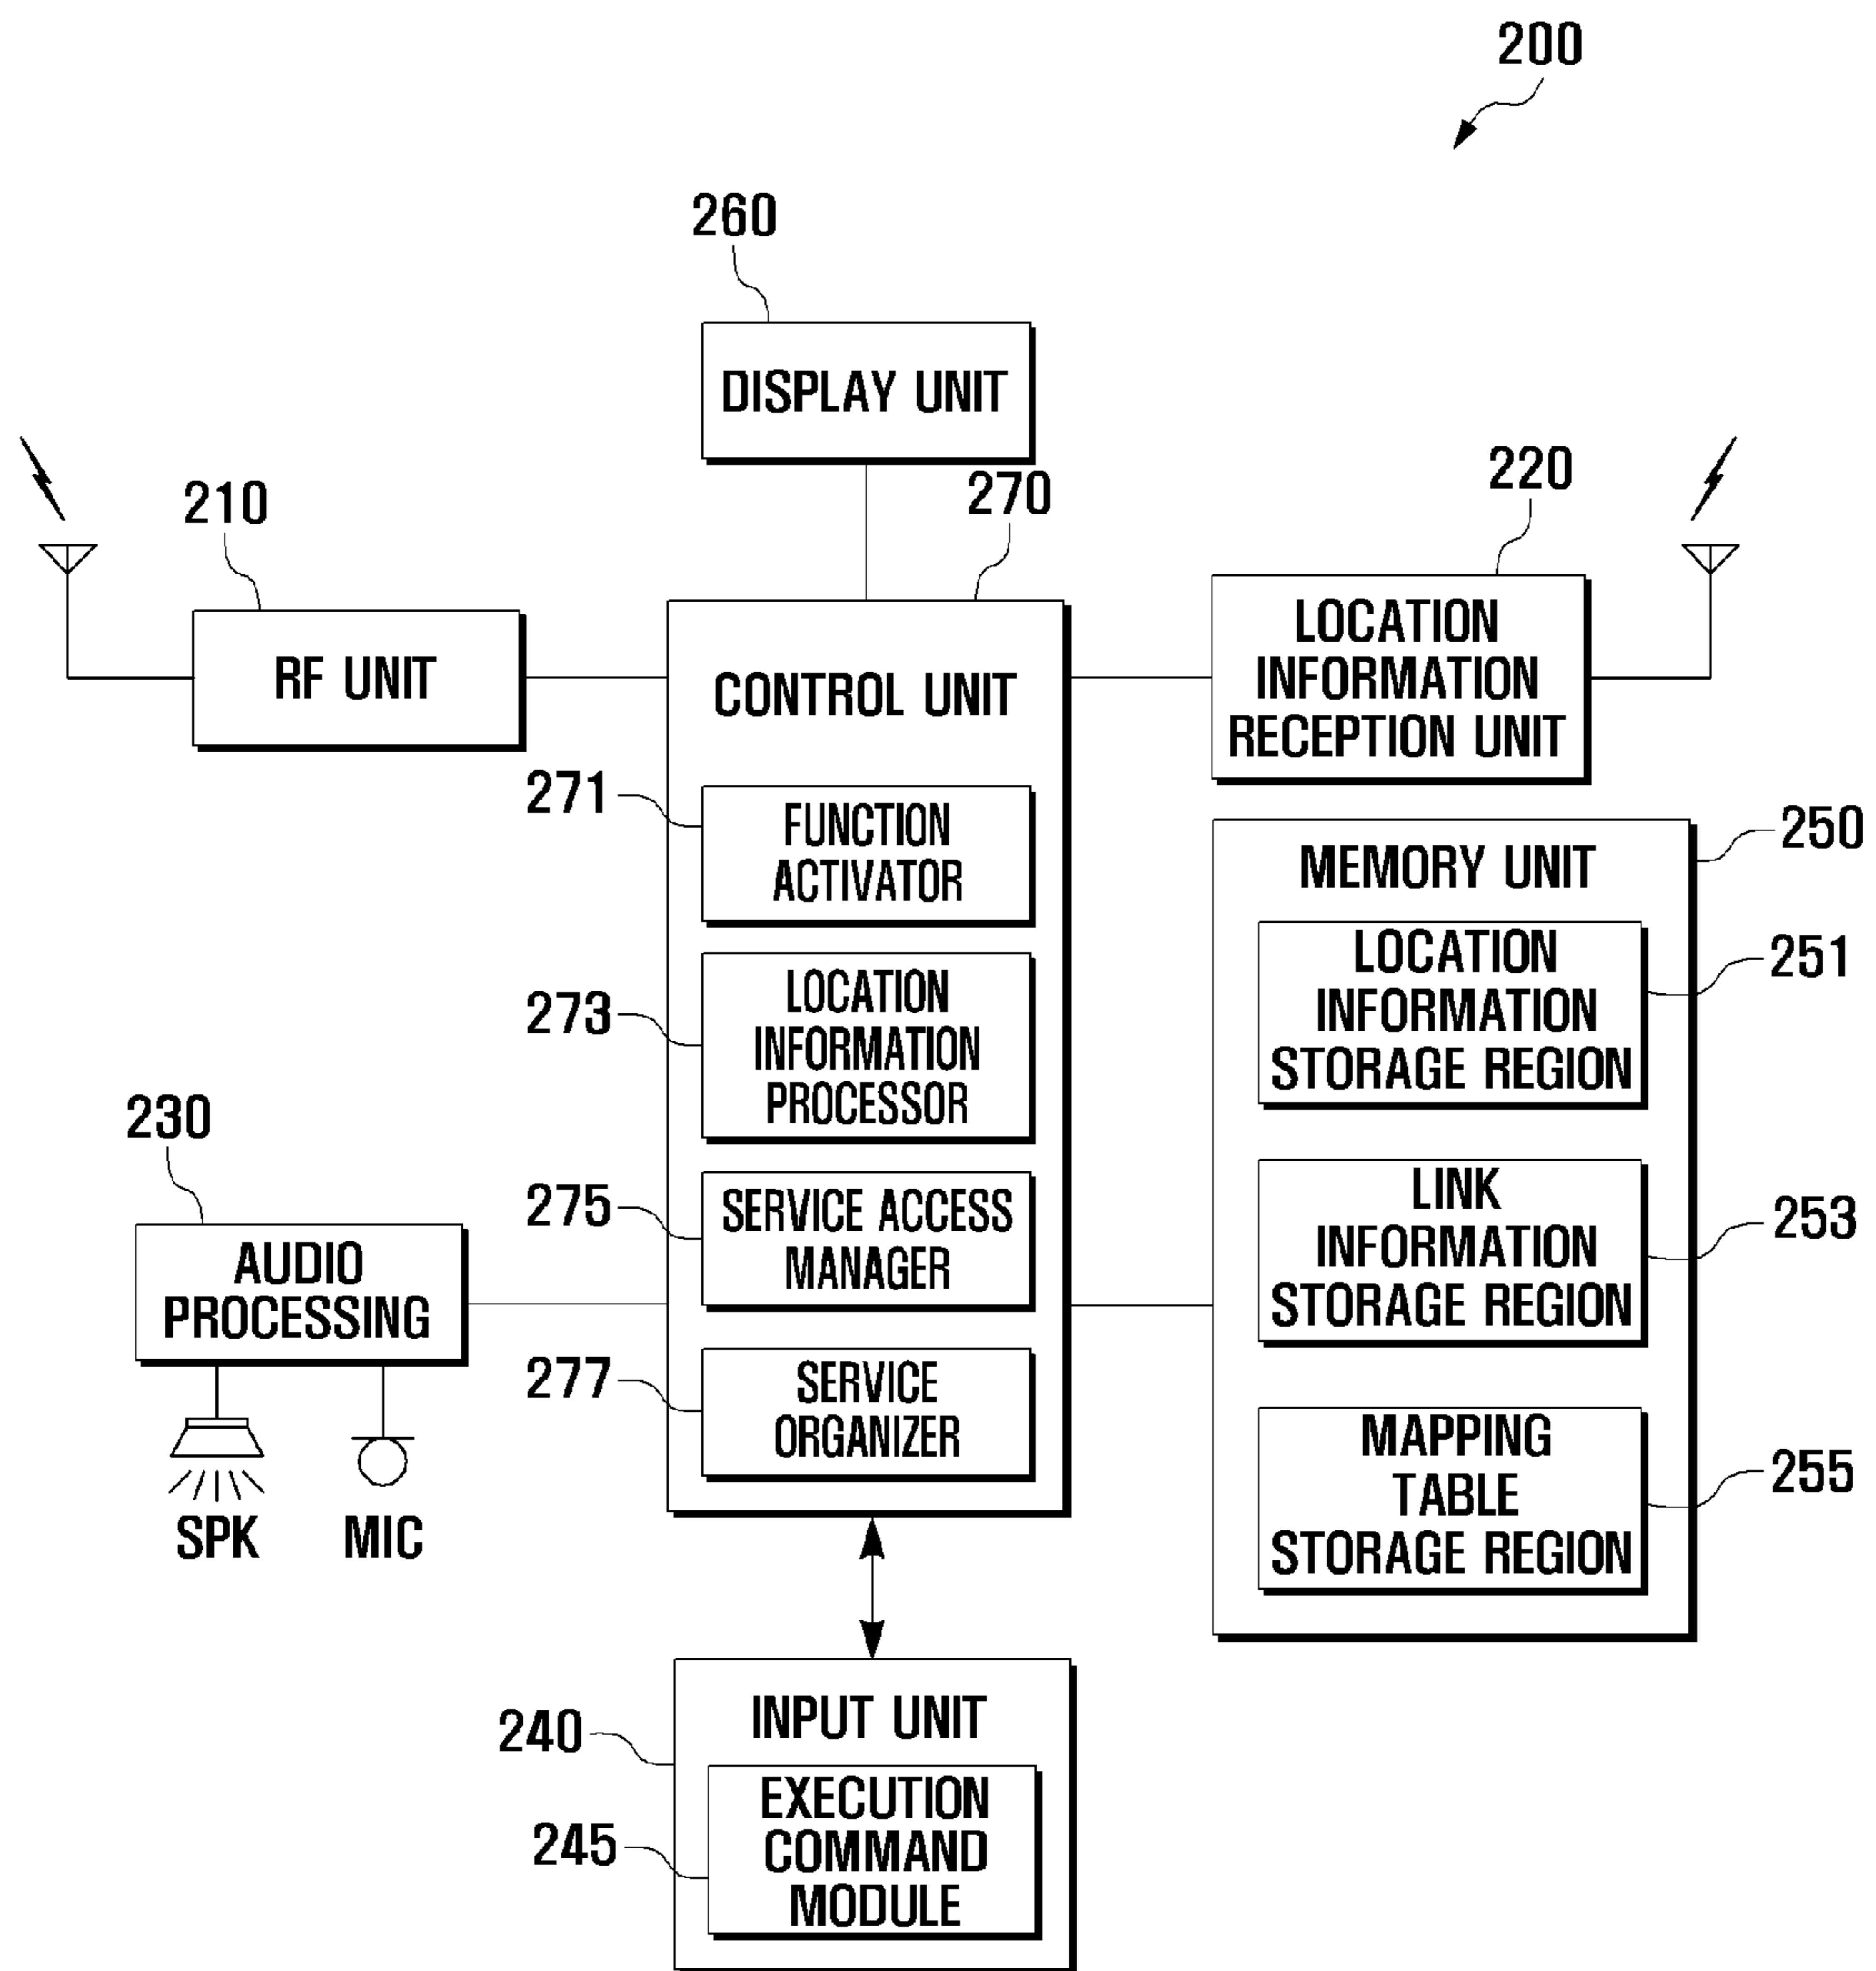 200
260
DISPLAY UNIT
210
270
220
RF UNIT
CONTROL UNIT
LOCATION
INFORMATION
RECEPTION UNIT
271
FUNCTION
ACTIVATOR
273
LOCATION
INFORMATION
PROCESSOR
275
SERVICE ACCESS
MANAGER
277
SERVICE
ORGANIZER
250
MEMORY UNIT
251
LOCATION
INFORMATION
STORAGE REGION
253
LINK
INFORMATION
STORAGE REGION
255
MAPPING
TABLE
STORAGE REGION
230
AUDIO
PROCESSING
SPK
MIC
240
INPUT UNIT
245
EXECUTION
COMMAND
MODULE